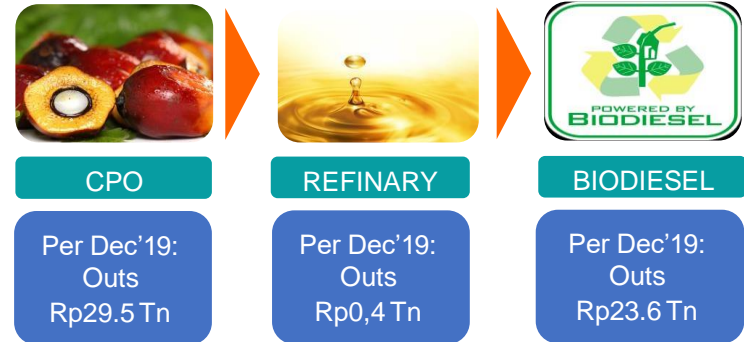 POWERED BY
BIODIESEL
CPO
REFINARY
BIODIESEL
Per Dec'19:
Outs
Rp29.5 Tn
Per Dec'19:
Outs
Rp0,4 Tn
Per Dec'19:
Outs
Rp23.6 Tn